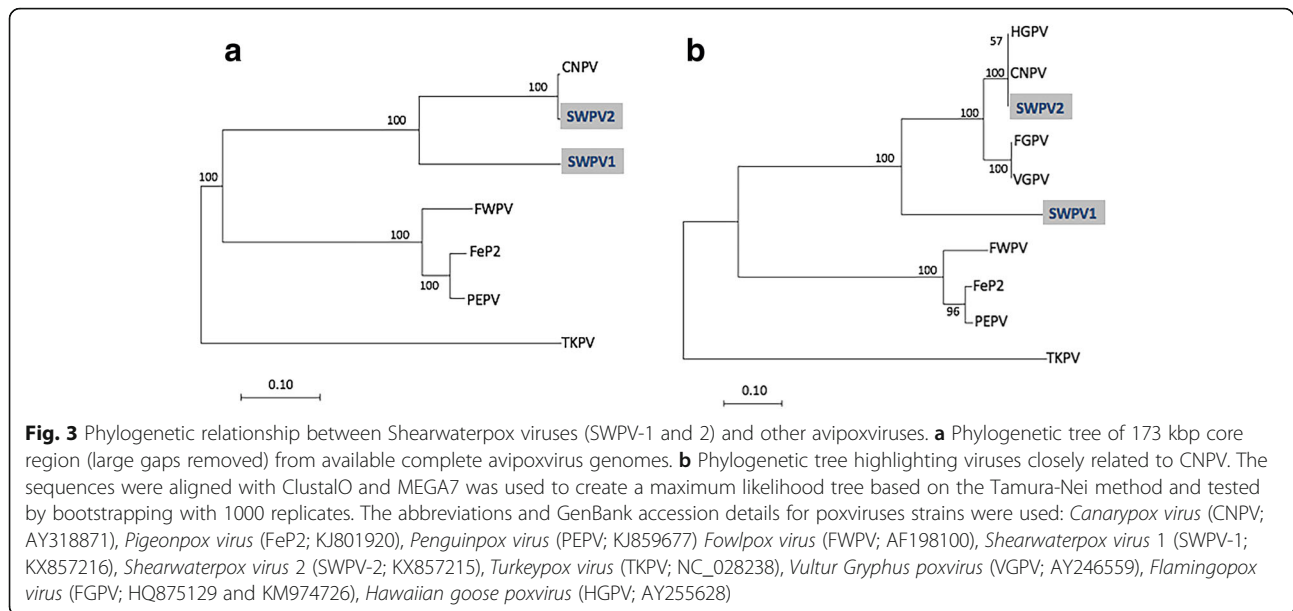 a
b
CNPV
100
SWPV2
100
SWPV1
100
FWPV
100
FeP2
100
PEPV
TKPV
0.10
HGPV
57
100
CNPV
SWPV2
100
FGPV
100
VGPV
SWPV1
FWPV
100
FeP2
96
PEPV
TKPV
0.10
Fig. 3 Phylogenetic relationship between Shearwaterpox viruses (SWPV-1 and 2) and other avipoxviruses. a Phylogenetic tree of 173 kbp core
region (large gaps removed) from available complete avipoxvirus genomes. b Phylogenetic tree highlighting viruses closely related to CNPV. The
sequences were aligned with ClustalO and MEGA7 was used to create a maximum likelihood tree based on the Tamura-Nei method and tested
by bootstrapping with 1000 replicates. The abbreviations and GenBank accession details for poxviruses strains were used: Canarypox virus (CNPV;
AY318871), Pigeonpox virus (FeP2; KJ801920), Penguinpox virus (PEPV; KJ859677) Fowlpox virus (FWPV; AF198100), Shearwaterpox virus 1 (SWPV-1;
KX857216), Shearwaterpox virus 2 (SWPV-2; KX857215), Turkeypox virus (TKPV; NC_028238), Vultur Gryphus poxvirus (VGPV; AY246559), Flamingopox
virus (FGPV; HQ875129 and KM974726), Hawaiian goose poxvirus (HGPV; AY255628)